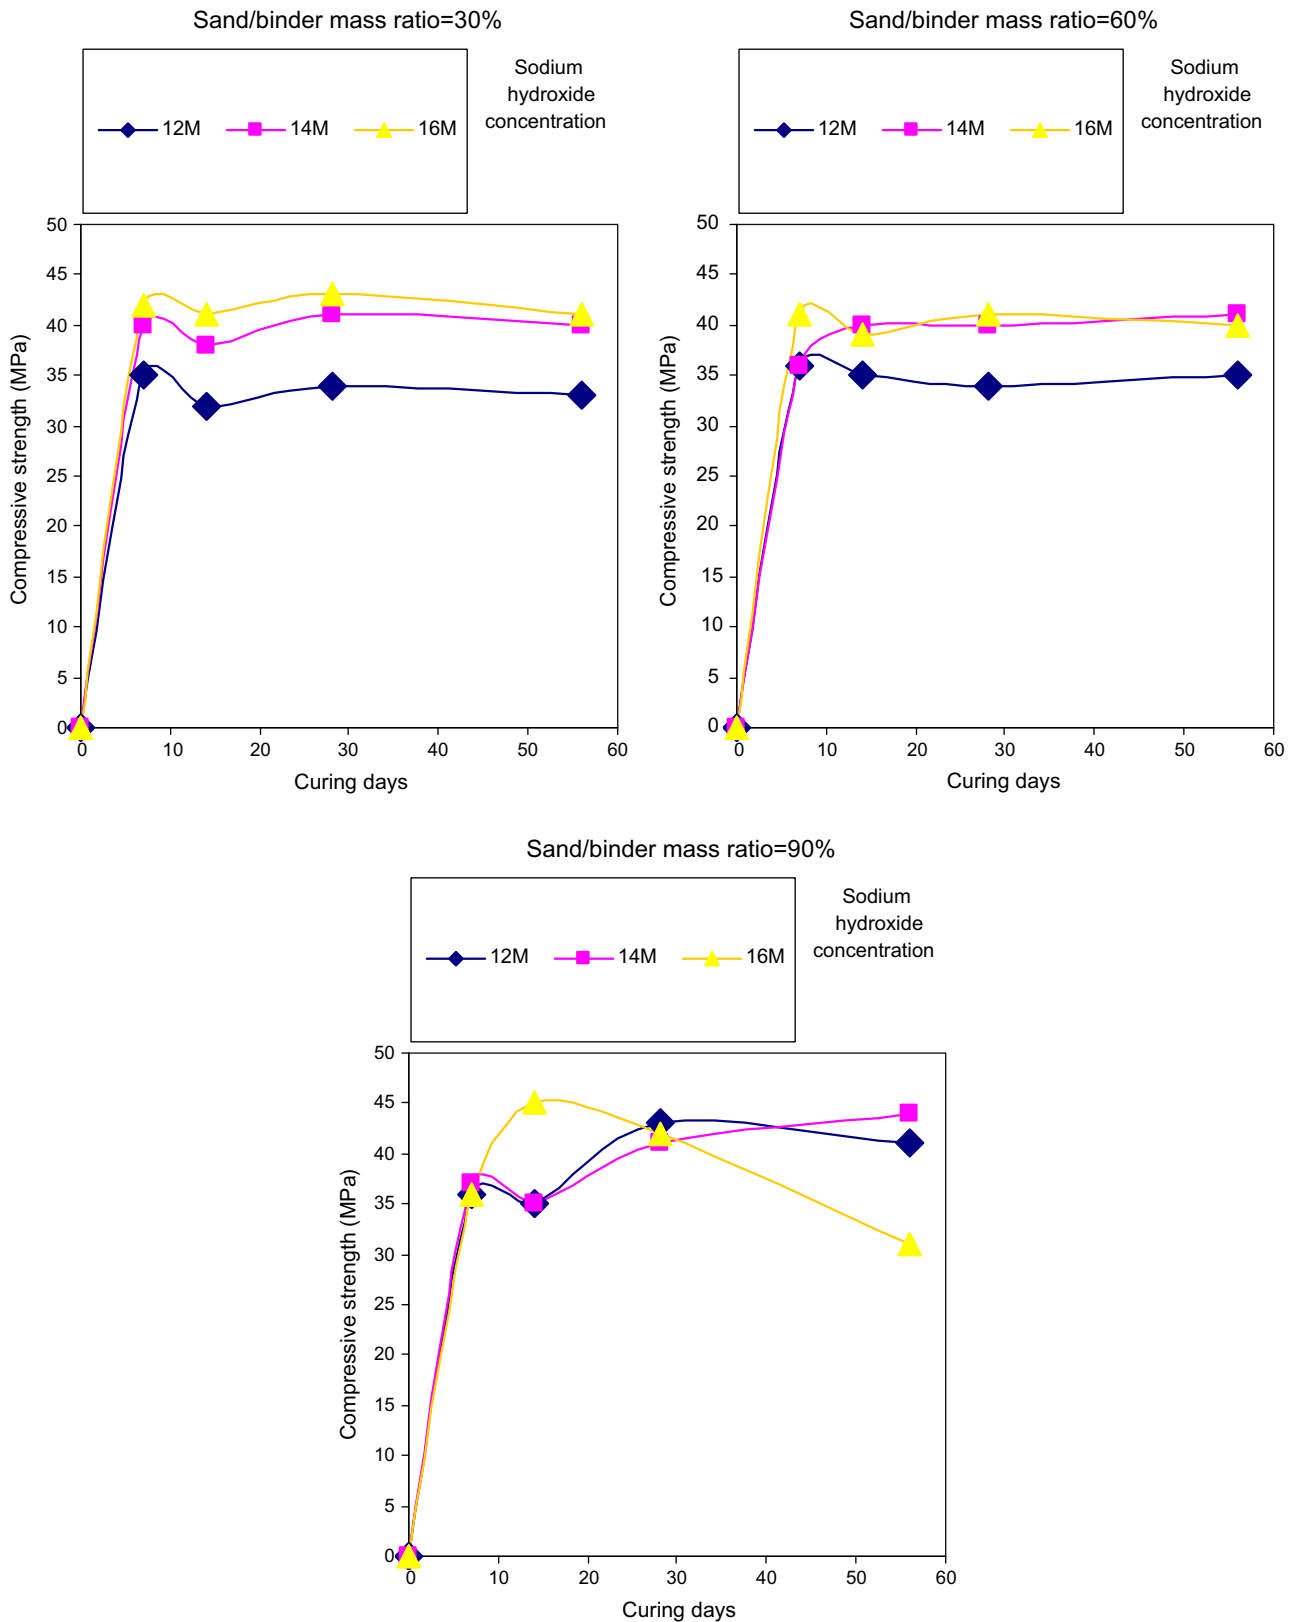 Sand/binder mass ratio=30%
Sodium
hydroxide
concentration
12M 14M 16M
50
45
40
35
30
25
20
15
10
5
0
Compressive strength (MPa)
0 10 20 30 40 50 60
Curing days
Sand/binder mass ratio=60%
Sodium
hydroxide
concentration
12M 14M 16M
50
45
40
35
30
25
20
15
10
5
0
Compressive strength (MPa)
0 10 20 30 40 50 60
Curing days
Sand/binder mass ratio=90%
Sodium
hydroxide
concentration
12M 14M 16M
50
45
40
35
30
25
20
15
10
5
0
Compressive strength (MPa)
0 10 20 30 40 50 60
Curing days